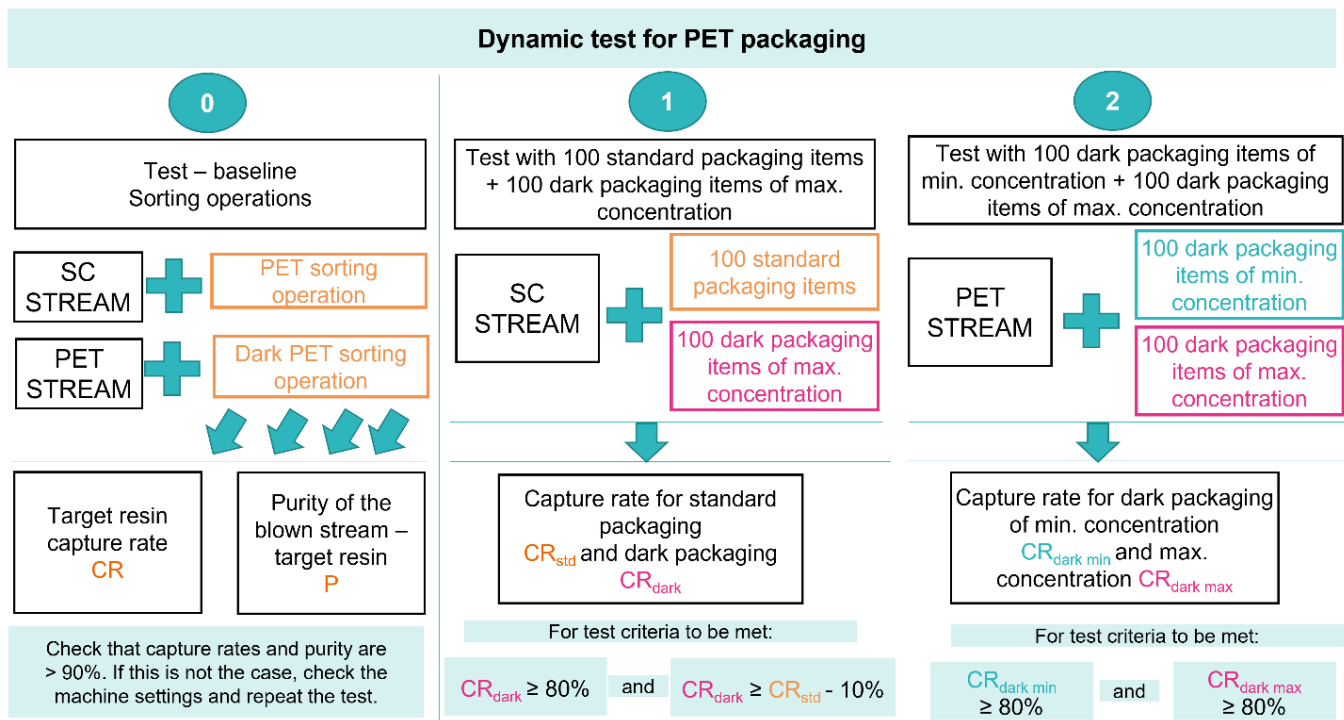 Dynamic test for PET packaging
0
Test – baseline
Sorting operations
SC
STREAM
PET sorting
operation
PET
STREAM
Dark PET sorting
operation
Target resin
capture rate
CR
Purity of the
blown stream –
target resin
P
Check that capture rates and purity are
> 90%. If this is not the case, check the
machine settings and repeat the test.
1
Test with 100 standard packaging items
+ 100 dark packaging items of max.
concentration
SC
STREAM
100 standard
packaging items
100 dark packaging
items of max.
concentration
Capture rate for standard
packaging
CRstd and dark packaging
CRdark
For test criteria to be met:
CRdark ≥ 80%
and
CRdark ≥ CRstd - 10%
2
Test with 100 dark packaging items of
min. concentration + 100 dark packaging
items of max. concentration
PET
STREAM
100 dark packaging
items of min.
concentration
100 dark packaging
items of max.
concentration
Capture rate for dark packaging
of min. concentration
CRdark min and max.
concentration CRdark max
For test criteria to be met:
CRdark min
≥ 80%
and
CRdark max
≥ 80%